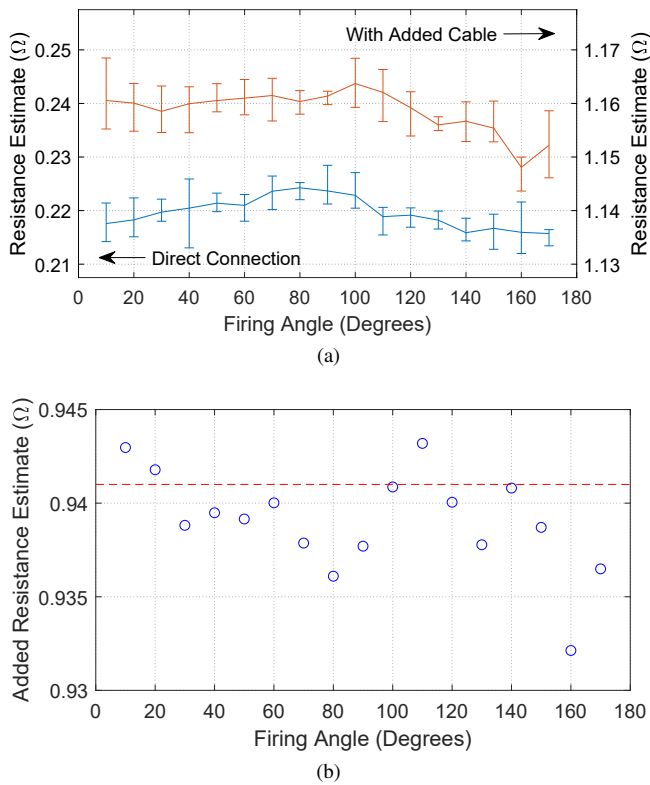 With Added Cable
0.25
0.24
0.23
0.22
0.21
Resistance Estimate (Ω)
1.17
1.16
1.15
1.14
1.13
Resistance Estimate (Ω)
Direct Connection
0 20 40 60 80 100 120 140 160 180
Firing Angle (Degrees)
(a)
0.945
0.94
0.935
0.93
Added Resistance Estimate (Ω)
0 20 40 60 80 100 120 140 160 180
Firing Angle (Degrees)
(b)